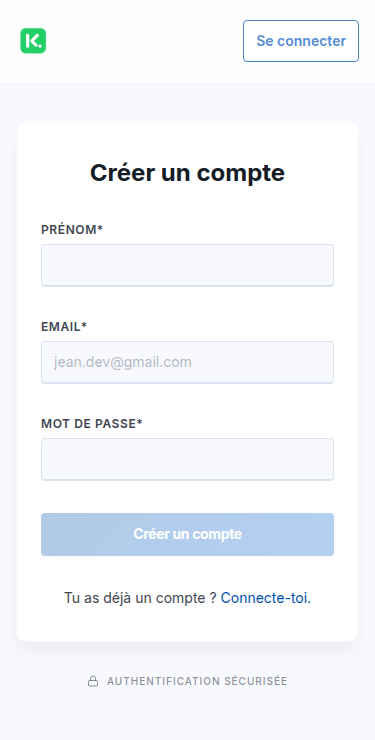 K.
Se connecter
Créer un compte
PRÉNOM*
EMAIL*
jean.dev@gmail.com
MOT DE PASSE*
Créer un compte
Tu as déjà un compte ? Connecte-toi.
AUTHENTIFICATION SÉCURISÉE